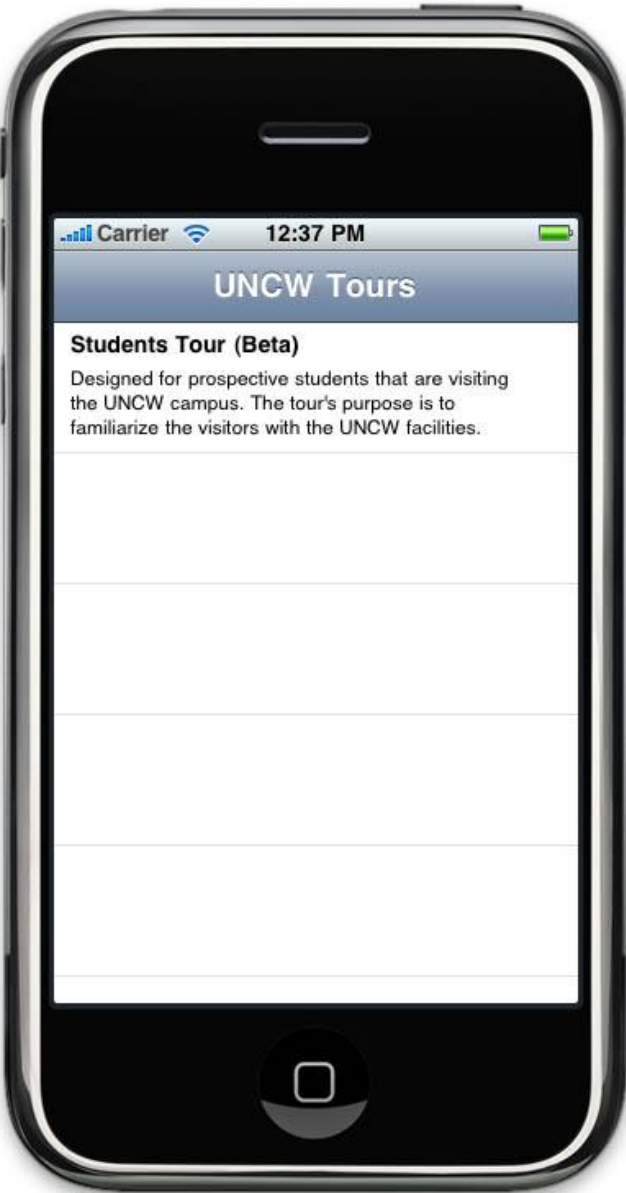 Carrier 12:37 PM
UNCW Tours
Students Tour (Beta)
Designed for prospective students that are visiting
the UNCW campus. The tour's purpose is to
familiarize the visitors with the UNCW facilities.